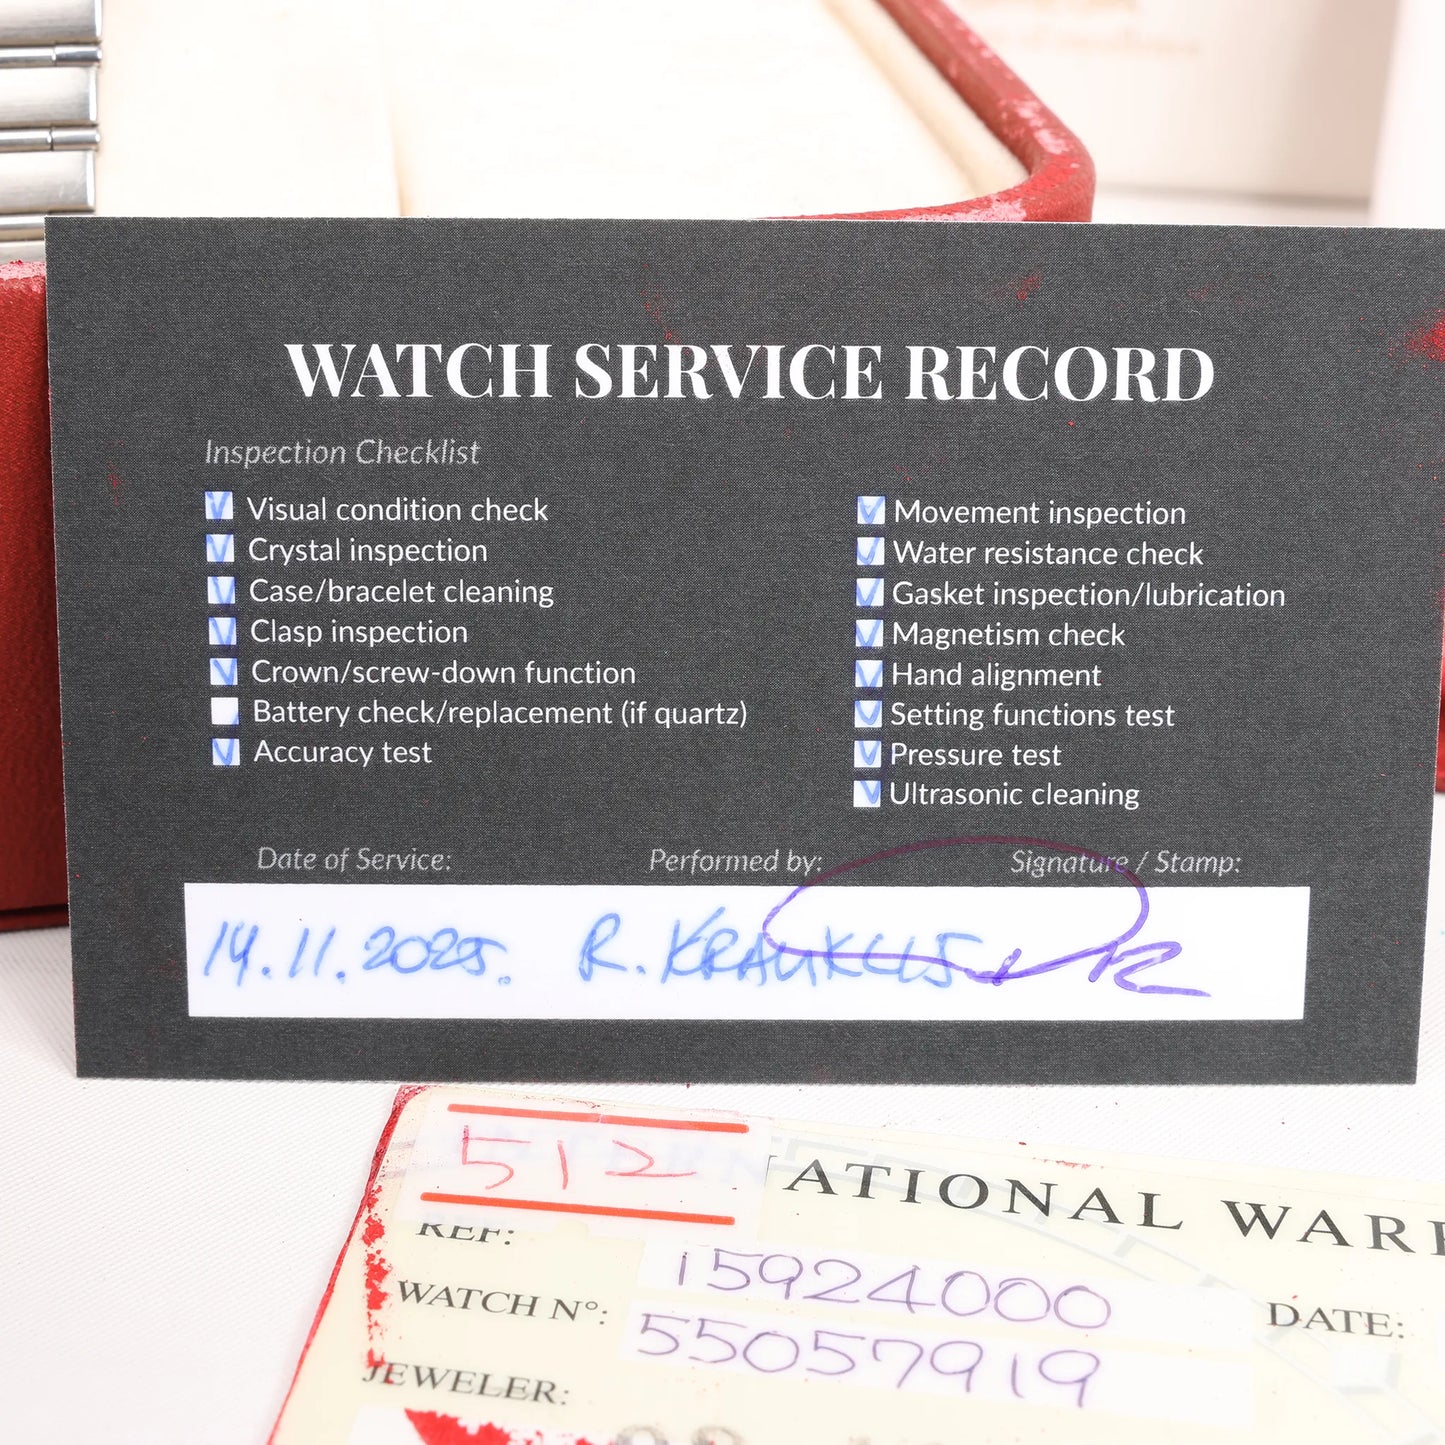 WATCH SERVICE RECORD
Inspection Checklist
Visual condition check
Crystal inspection
Case/bracelet cleaning
Clasp inspection
Crown/screw-down function
Battery check/replacement (if quartz)
Accuracy test
Movement inspection
Water resistance check
Gasket inspection/lubrication
Magnetism check
Hand alignment
Setting functions test
Pressure test
Ultrasonic cleaning
Date of Service: Performed by: Signature / Stamp:
14.11.2025. R. KRAUKLIS
512
ATIONAL WAR
REF: 15924000
WATCH N°: 55057919
DATE:
JEWELER: